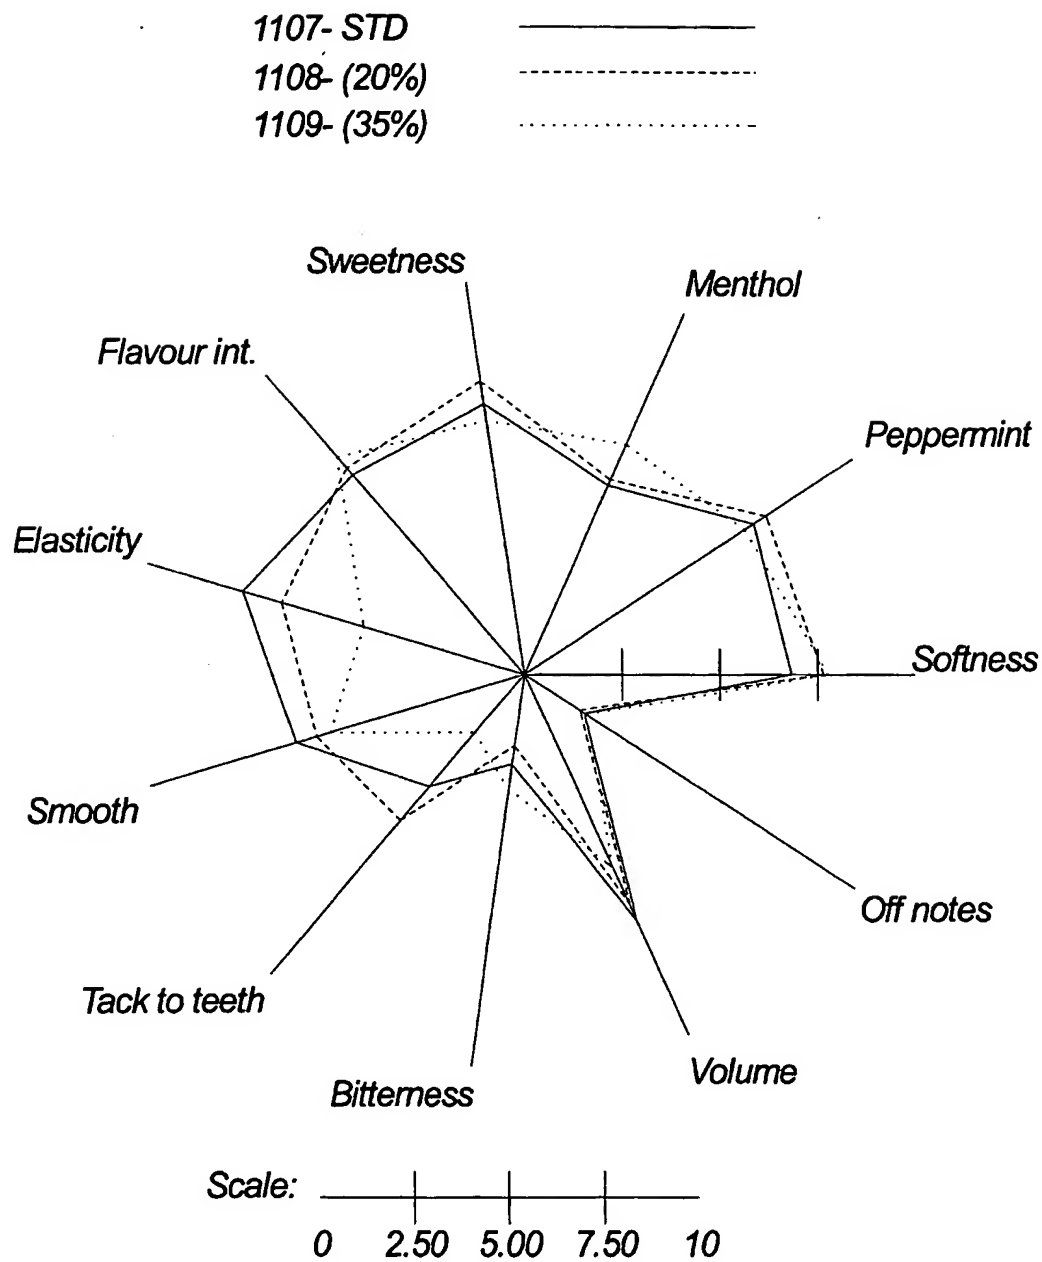 1107- STD
1108- (20%)
1109- (35%)
Sweetness
Menthol
Flavour int.
Peppermint
Elasticity
Softness
Smooth
Off notes
Tack to teeth
Volume
Bitterness
Scale:
0 2.50 5.00 7.50 10